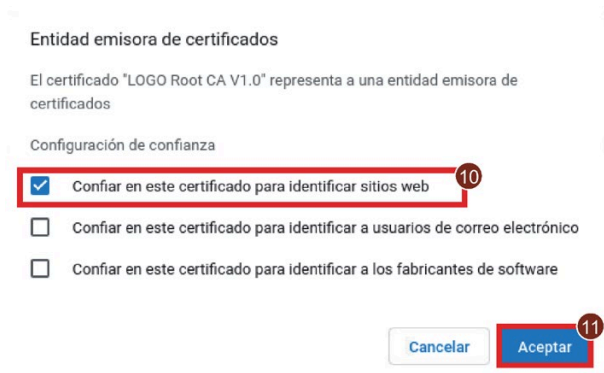 Entidad emisora de certificados
El certificado "LOGO Root CA V1.0" representa a una entidad emisora de
certificados
Configuración de confianza
Confiar en este certificado para identificar sitios web
10
Confiar en este certificado para identificar a usuarios de correo electrónico
Confiar en este certificado para identificar a los fabricantes de software
11
Cancelar
Aceptar